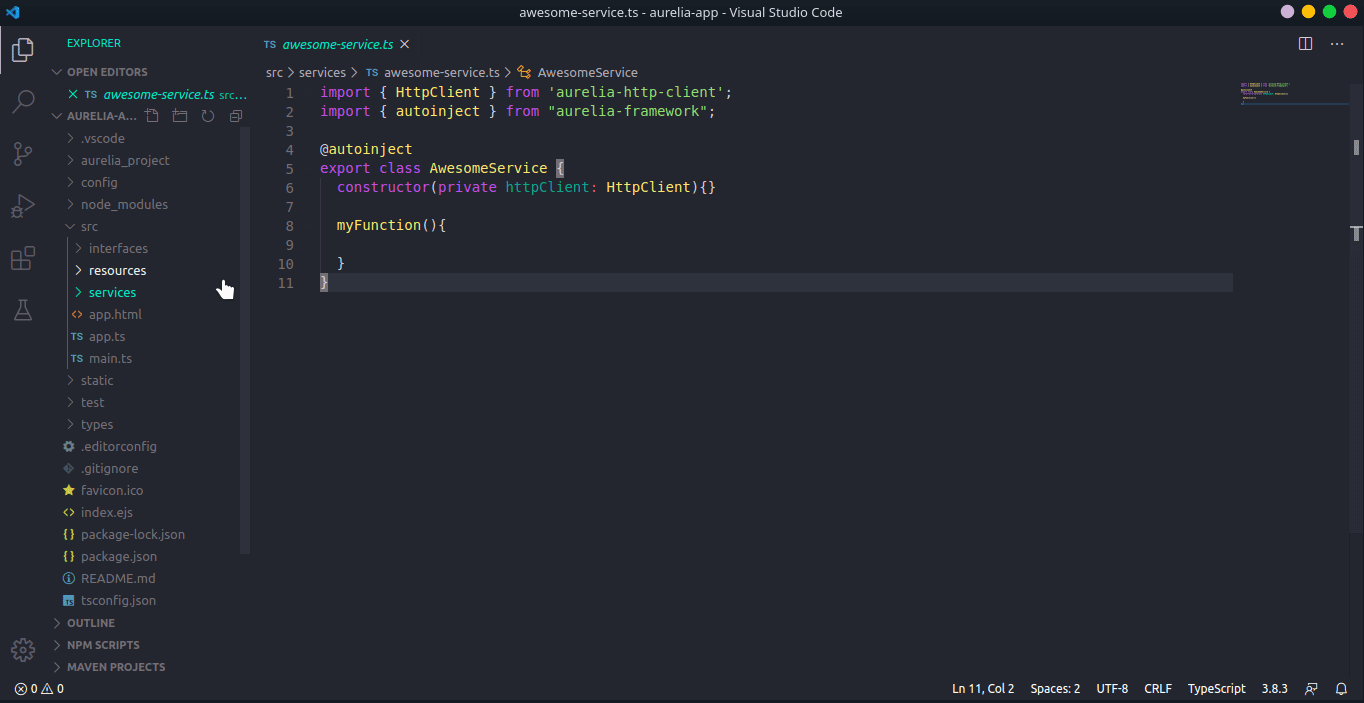 awesome-service.ts - aurelia-app - Visual Studio Code
EXPLORER
OPEN EDITORS
TS awesome-service.ts src...
AURELIA-A...
.vscode
aurelia_project
config
node_modules
src
interfaces
resources
services
app.html
TS app.ts
TS main.ts
static
test
types
.editorconfig
.gitignore
favicon.ico
index.ejs
package-lock.json
package.json
README.md
tsconfig.json
OUTLINE
NPM SCRIPTS
MAVEN PROJECTS
TS awesome-service.ts
src > services > TS awesome-service.ts > AwesomeService
1 import { HttpClient } from 'aurelia-http-client';
2 import { autoinject } from "aurelia-framework";
3
4 @autoinject
5 export class AwesomeService {
6 constructor(private httpClient: HttpClient){}
7
8 myFunction(){
9
10 }
11 }
0 0
Ln 11, Col 2 Spaces: 2 UTF-8 CRLF TypeScript 3.8.3